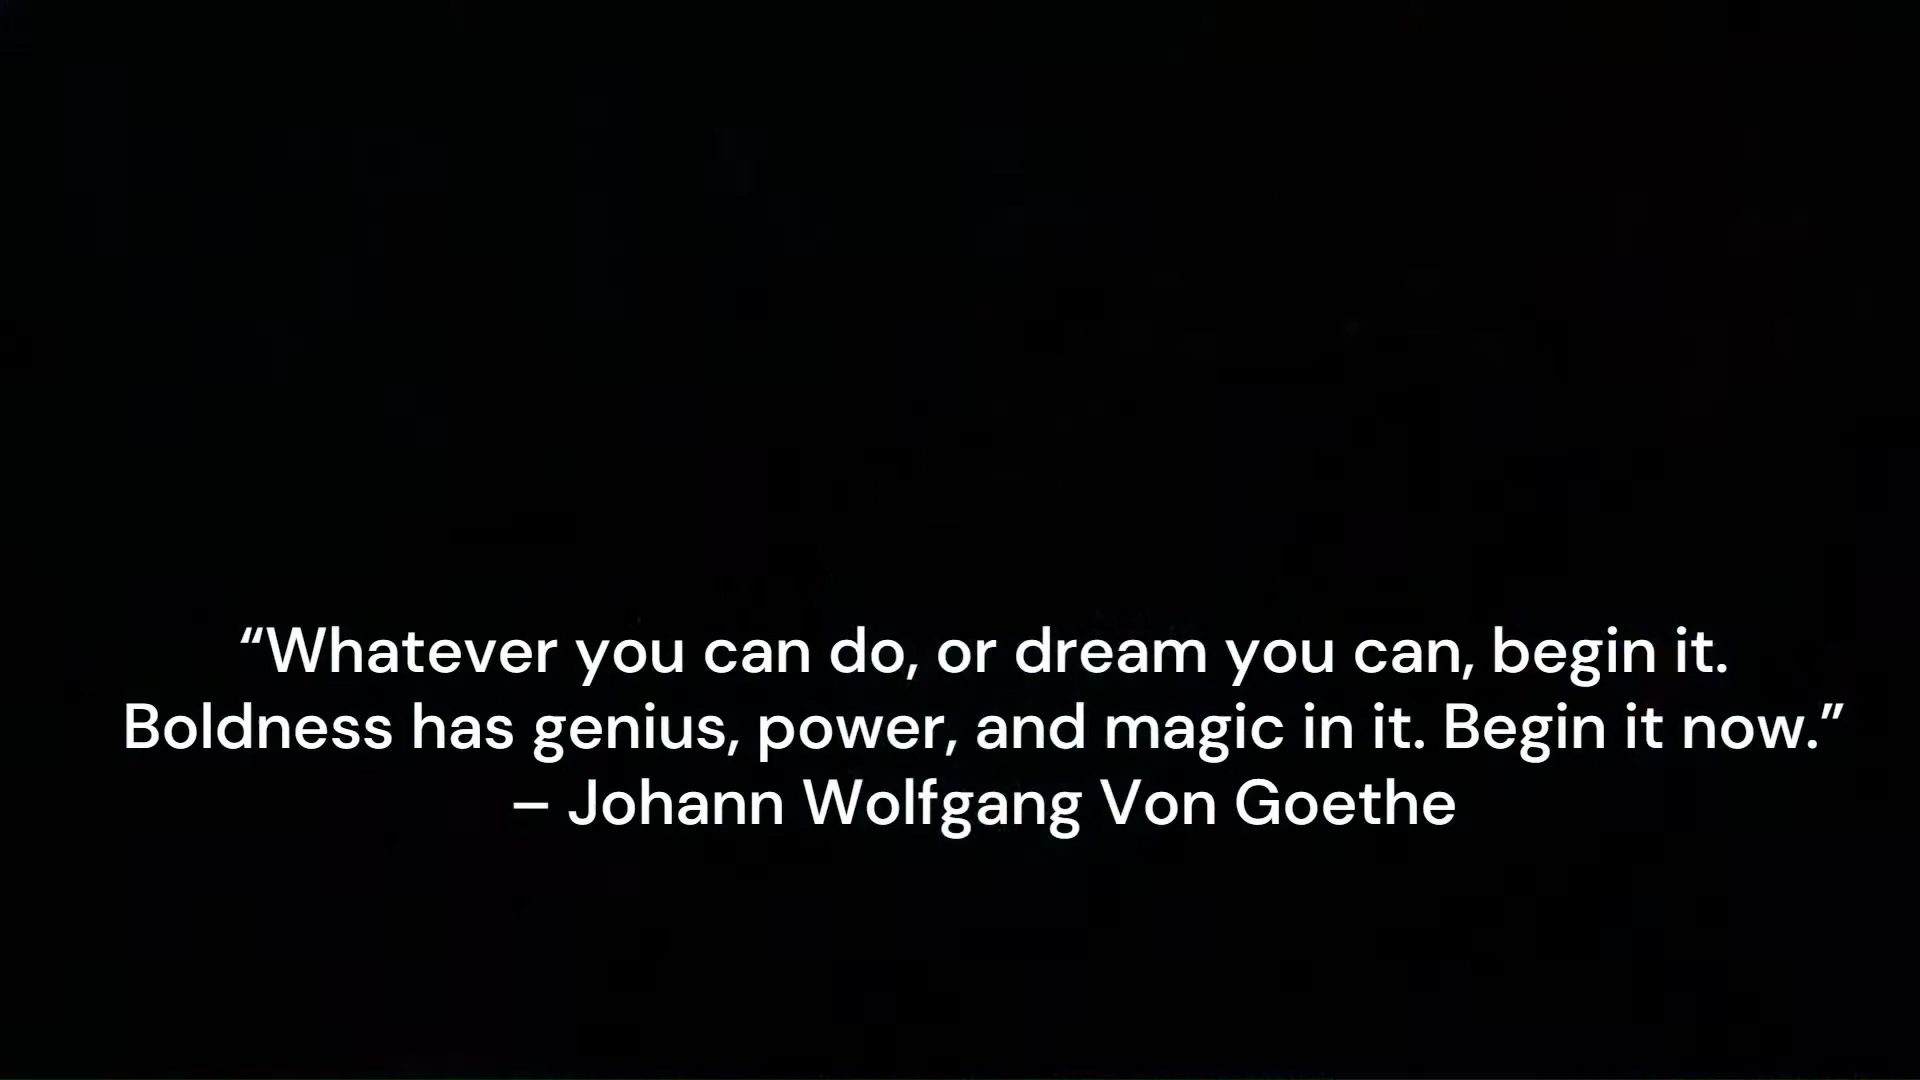 “Whatever you can do, or dream you can, begin it.
Boldness has genius, power, and magic in it. Begin it now.”
– Johann Wolfgang Von Goethe